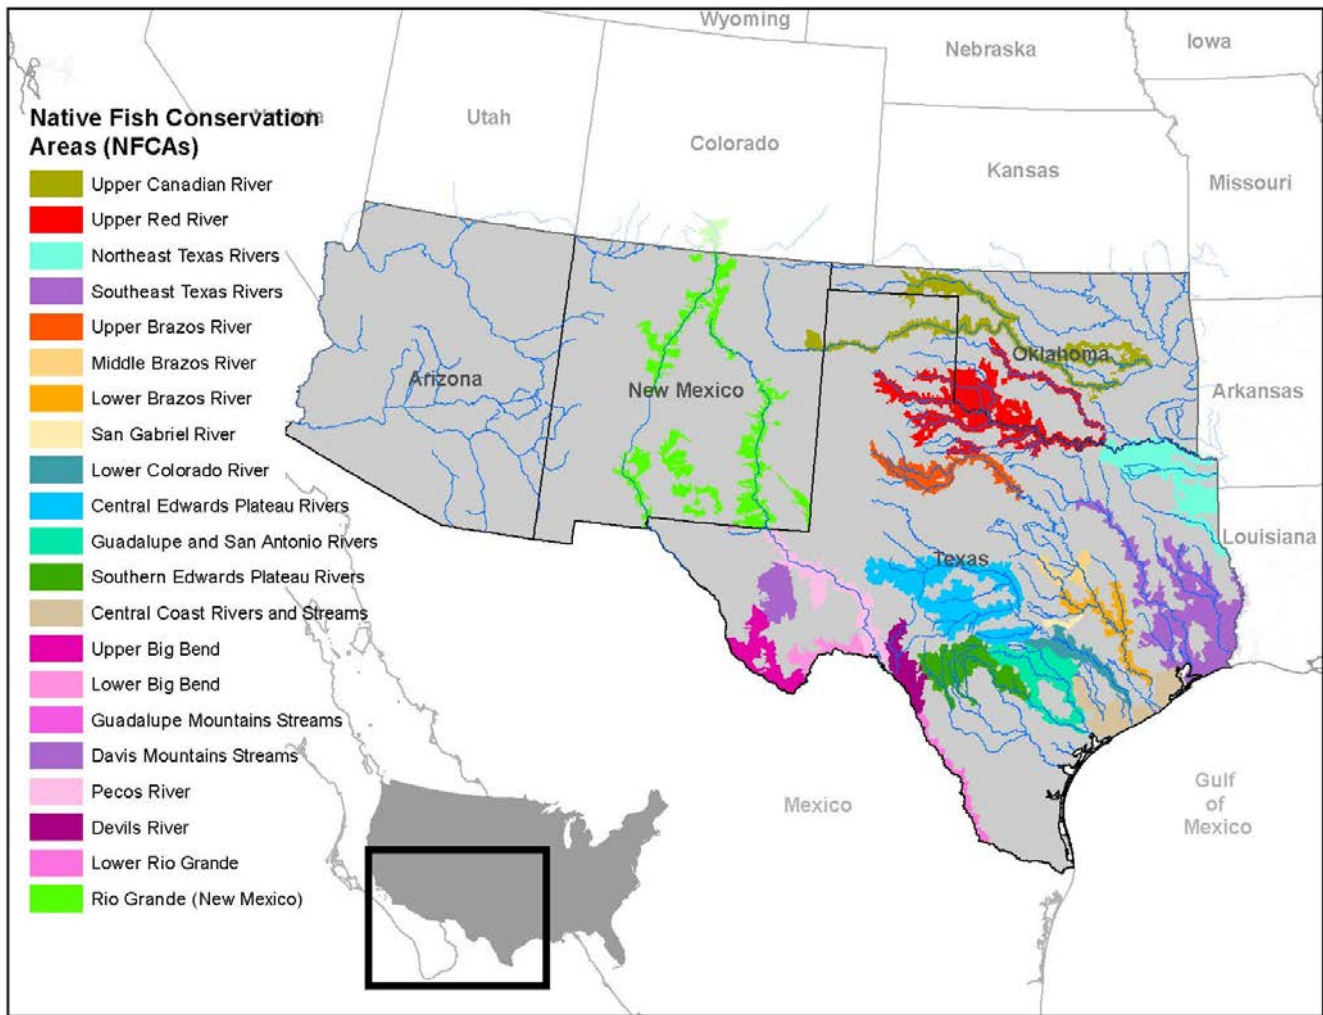 Wyoming
Nebraska
Iowa
Native Fish Conservation
Areas (NFCAs)
Nevada
Utah
Colorado
Kansas
Missouri
Upper Canadian River
Upper Red River
Northeast Texas Rivers
Southeast Texas Rivers
Upper Brazos River
Middle Brazos River
Lower Brazos River
San Gabriel River
Lower Colorado River
Central Edwards Plateau Rivers
Guadalupe and San Antonio Rivers
Southern Edwards Plateau Rivers
Central Coast Rivers and Streams
Upper Big Bend
Lower Big Bend
Guadalupe Mountains Streams
Davis Mountains Streams
Pecos River
Devils River
Lower Rio Grande
Rio Grande (New Mexico)
Arizona
New Mexico
Oklahoma
Arkansas
Texas
Louisiana
Mexico
Gulf
of
Mexico